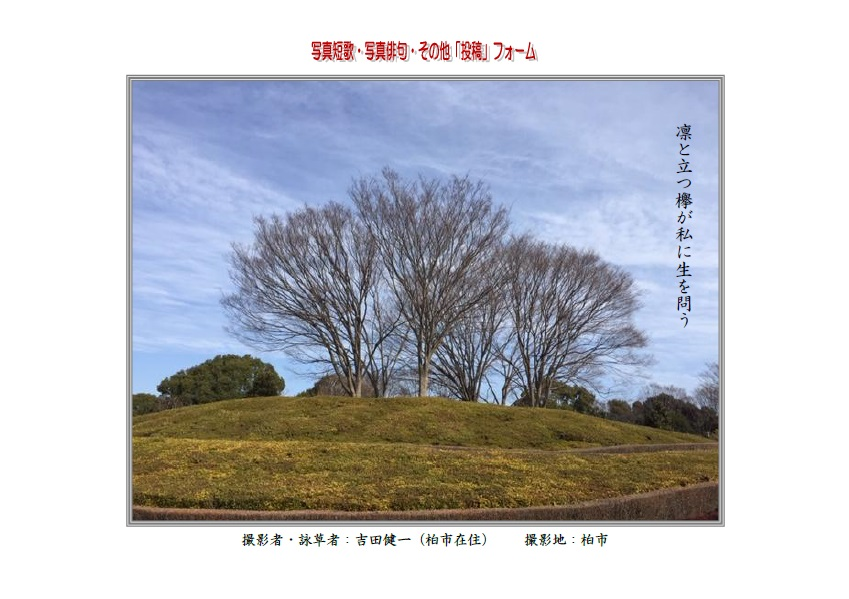 写真短歌・写真俳句・その他「投稿」フォーム
凛と立つ欅が私に生を問う
撮影者・詠草者：吉田健一（柏市在住）　　撮影地：柏市